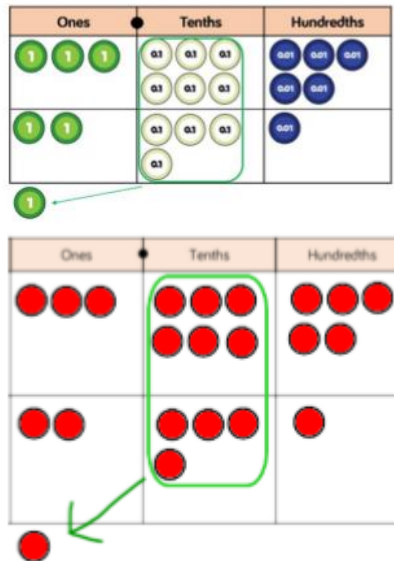 Ones Tenths Hundredths
1 1 1 0.1 0.1 0.1 0.01 0.01 0.01
0.1 0.1 0.1 0.01 0.01
1 1 0.1 0.1 0.1 0.01
0.1
1
Ones Tenths Hundredths